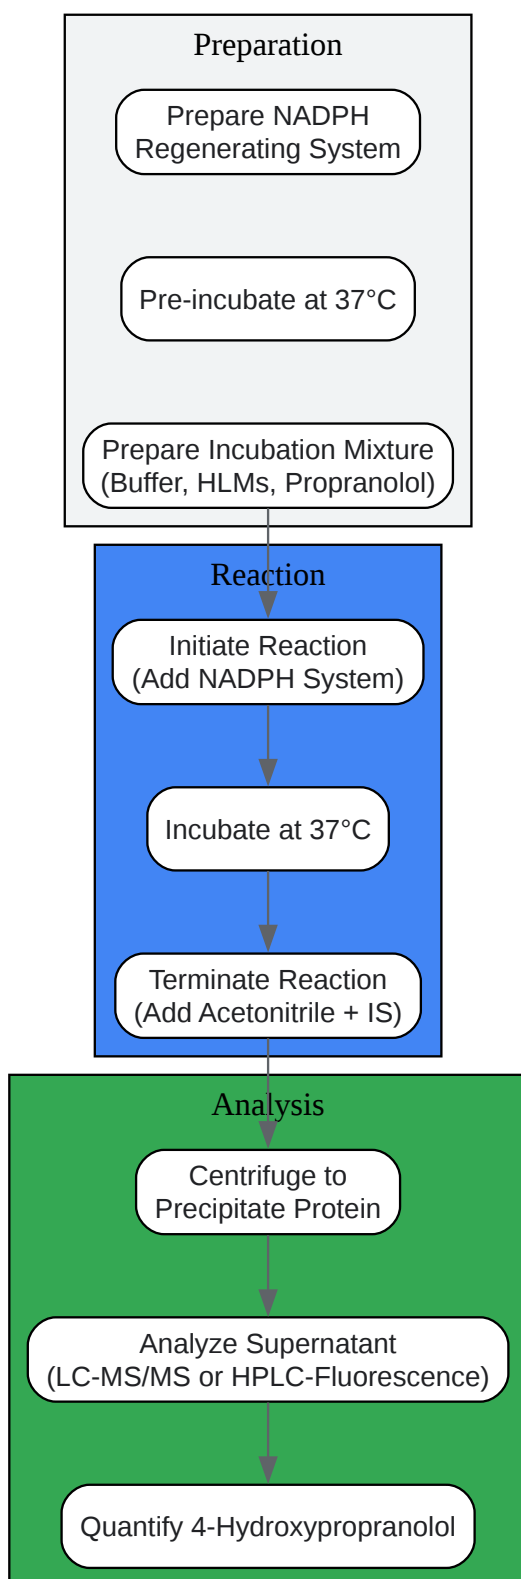 Preparation
Prepare NADPH
Regenerating System
Pre-incubate at 37°C
Prepare Incubation Mixture
(Buffer, HLMs, Propranolol)
Reaction
Initiate Reaction
(Add NADPH System)
Incubate at 37°C
Terminate Reaction
(Add Acetonitrile + IS)
Analysis
Centrifuge to
Precipitate Protein
Analyze Supernatant
(LC-MS/MS or HPLC-Fluorescence)
Quantify 4-Hydroxypropranolol